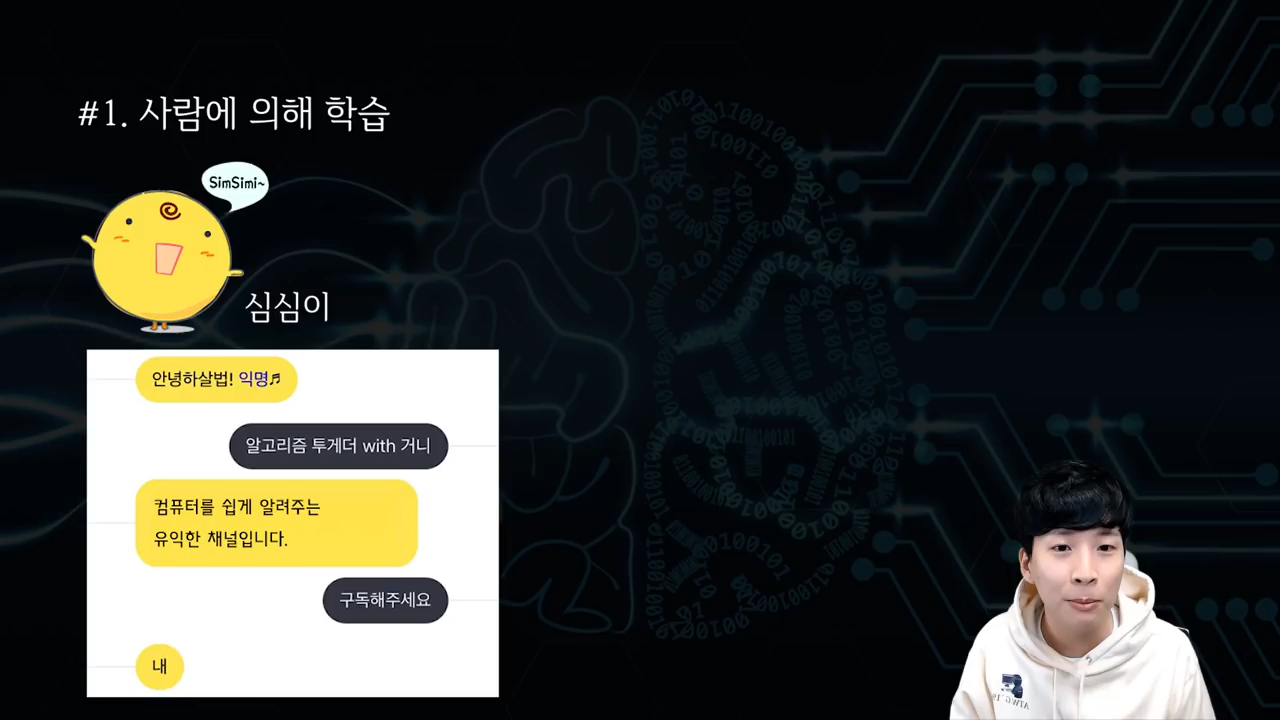 #1. 사람에 의해 학습
SimSimi~
심심이
안녕하살법! 익명♬
알고리즘 투게더 with 거니
컴퓨터를 쉽게 알려주는
유익한 채널입니다.
구독해주세요
내